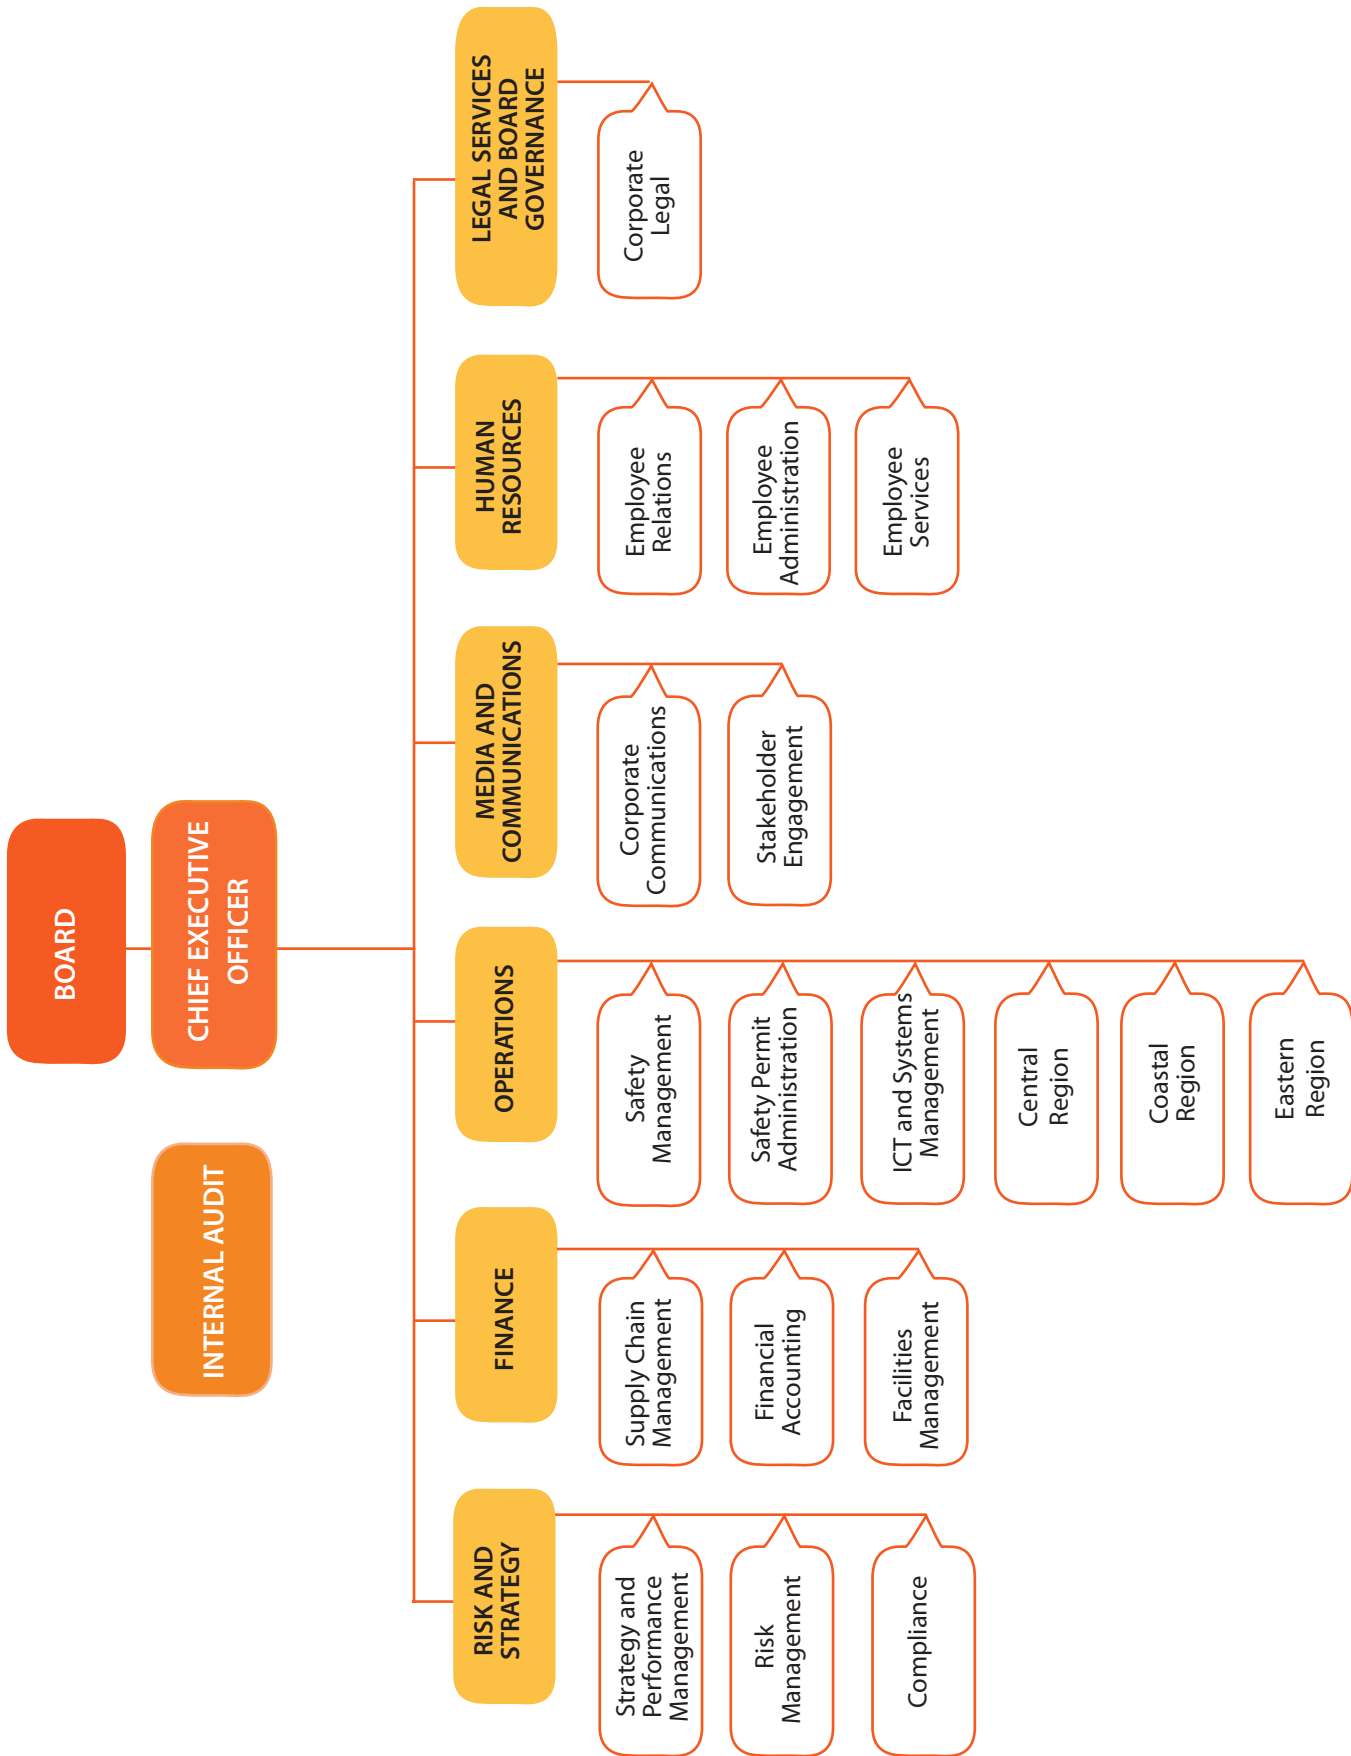 BOARD
INTERNAL AUDIT
CHIEF EXECUTIVE
OFFICER
RISK AND
STRATEGY
Strategy and
Performance
Management
Risk
Management
Compliance
FINANCE
Supply Chain
Management
Financial
Accounting
Facilities
Management
OPERATIONS
Safety
Management
Safety Permit
Administration
ICT and Systems
Management
Central
Region
Coastal
Region
Eastern
Region
MEDIA AND
COMMUNICATIONS
Corporate
Communications
Stakeholder
Engagement
HUMAN
RESOURCES
Employee
Relations
Employee
Administration
Employee
Services
LEGAL SERVICES
AND BOARD
GOVERNANCE
Corporate
Legal